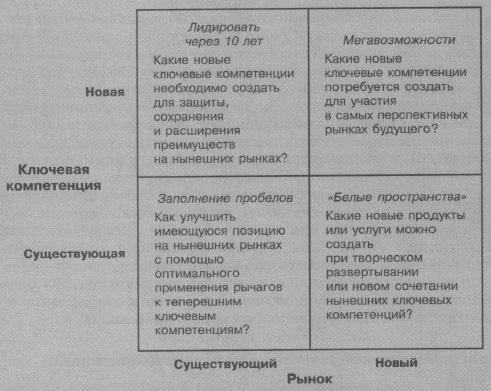 Лидировать
через 10 лет
Какие новые
ключевые компетенции
необходимо создать
для защиты,
сохранения
и расширения
преимуществ
на нынешних рынках?
Мегавозможности
Какие новые
ключевые компетенции
потребуется создать
для участия
в самых перспективных
рынках будущего?
Новая
Ключевая
компетенция
Заполнение пробелов
Как улучшить
имеющуюся позицию
на нынешних рынках
с помощью
оптимального
применения рычагов
к теперешним
ключевым
компетенциям?
«Белые пространства»
Какие новые продукты
или услуги можно
создать
при творческом
развертывании
или новом сочетании
нынешних ключевых
компетенций?
Существующая
Существующий
Новый
Рынок